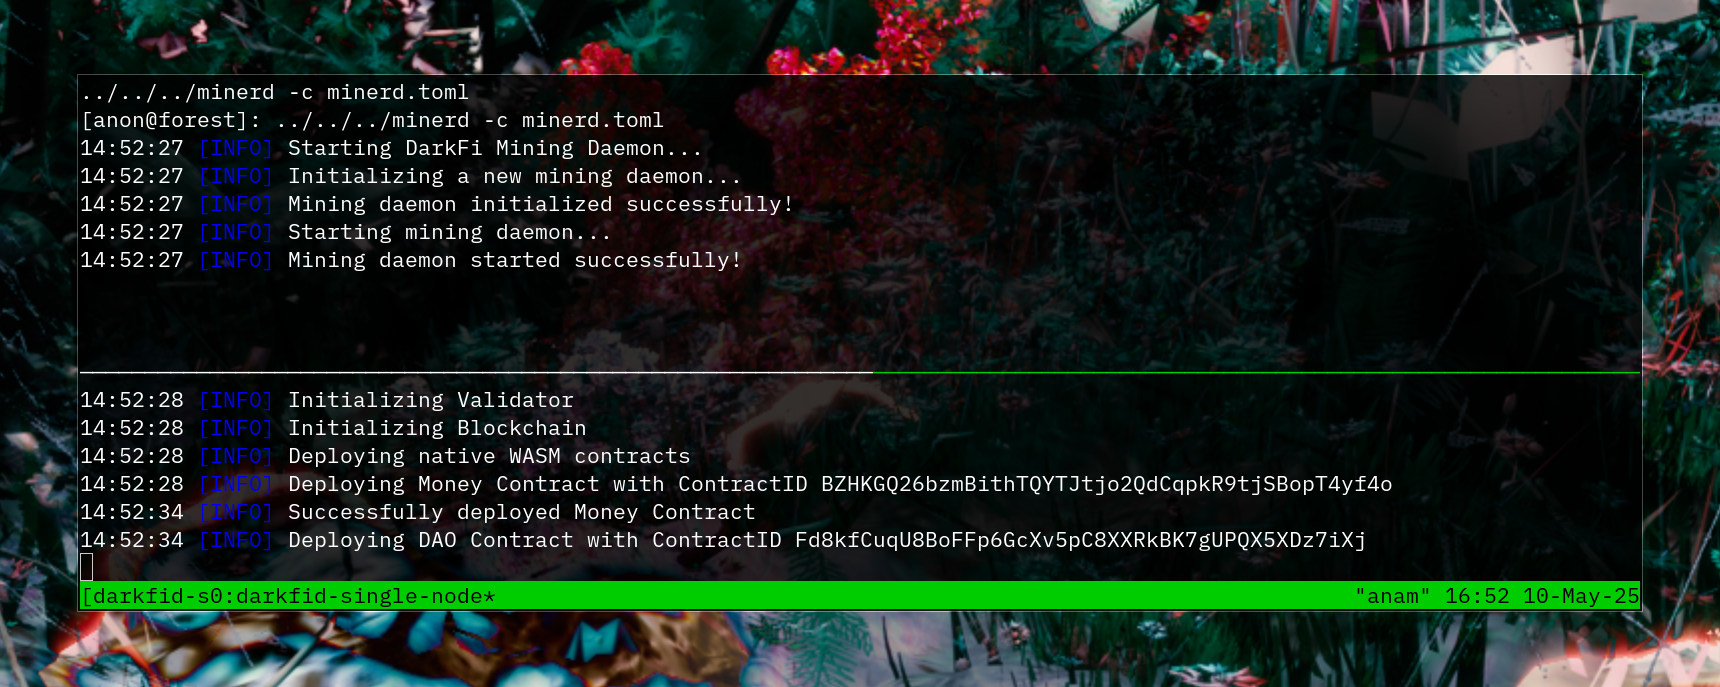 ../../../minerd -c minerd.toml
[anon@forest]: ../../../minerd -c minerd.toml
14:52:27 [INFO] Starting DarkFi Mining Daemon...
14:52:27 [INFO] Initializing a new mining daemon...
14:52:27 [INFO] Mining daemon initialized successfully!
14:52:27 [INFO] Starting mining daemon...
14:52:27 [INFO] Mining daemon started successfully!
14:52:28 [INFO] Initializing Validator
14:52:28 [INFO] Initializing Blockchain
14:52:28 [INFO] Deploying native WASM contracts
14:52:28 [INFO] Deploying Money Contract with ContractID BZHKGQ26bzmBithTQYTJtjo2QdCqpkR9tjSBopT4yf4o
14:52:34 [INFO] Successfully deployed Money Contract
14:52:34 [INFO] Deploying DAO Contract with ContractID Fd8kfCuqU8BoFFp6GcXv5pC8XXRkBK7gUPQX5XDz7iXj
[darkfid-s0:darkfid-single-node* "anam" 16:52 10-May-25